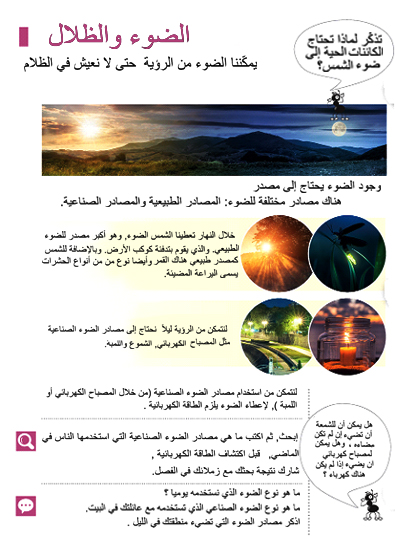 الضوء والظلال
تذكّر لماذا تحتاج
الكائنات الحية إلى
ضوء الشمس؟
يمكّننا الضوء من الرؤية حتى لا نعيش في الظلام
وجود الضوء يحتاج إلى مصدر
هناك مصادر مختلفة للضوء: المصادر الطبيعية والمصادر الصناعية.
خلال النهار تعطينا الشمس الضوء, وهو أكبر مصدر للضوء
الطبيعي. والذي يقوم بتدفئة كوكب الأرض. وبالإضافة للشمس
كمصدر طبيعي هناك القمر وأيضا نوع من من أنواع الحشرات
يسمى اليراعة المضيئة.
لنتمكن من الرؤية ليلاً نحتاج إلى مصادر الضوء الصناعية
مثل المصباح الكهربائي, الشموع واللمبة.
لنتمكن من استخدام مصادر الضوء الصناعية (من خلال المصباح الكهربائي أو
اللمبة ), لإعطاء الضوء يلزم الطاقة الكهربائية .
هل يمكن أن للشمعة
أن تضيء إن لم تكن
مضاءه , وهل يمكن
لمصباح كهربائي
أن يضيء إذا لم يكن
هناك كهرباء ؟
إبحث, ثم اكتب ما هي مصادر الضوء الصناعية التي استخدمها الناس في
الماضي, قبل اكتشاف الطاقة الكهربائية ,
شارك نتيجة بحثك مع زملائك في الفصل.
ما هو نوع الضوء الذي نستخدمه يوميا ؟
ما هو نوع الضوء الصناعي الذي تستخدمه مع عائلتك في البيت.
اذكر مصادر الضوء التي تضيء منطقتك في الليل .